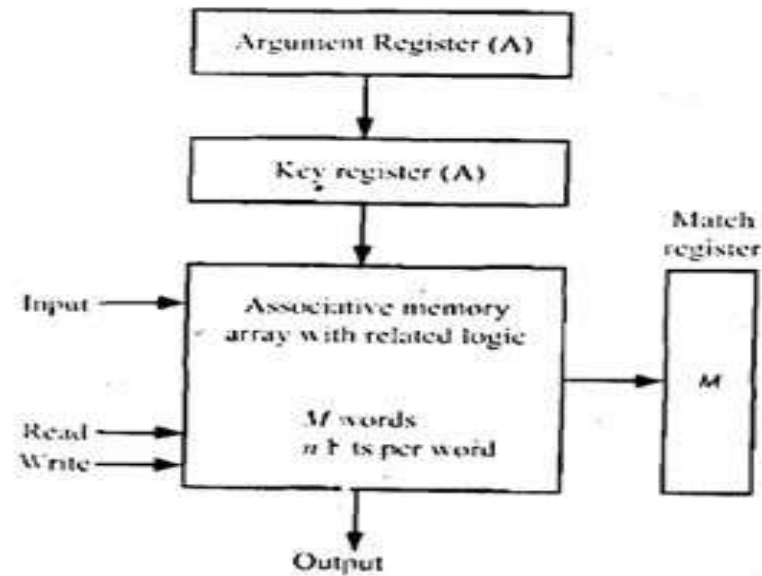 Argument Register (A)
Key register (A)
Match
register
Input
Associative memory
array with related logic
M
M words
Read
n per word
Write
Output